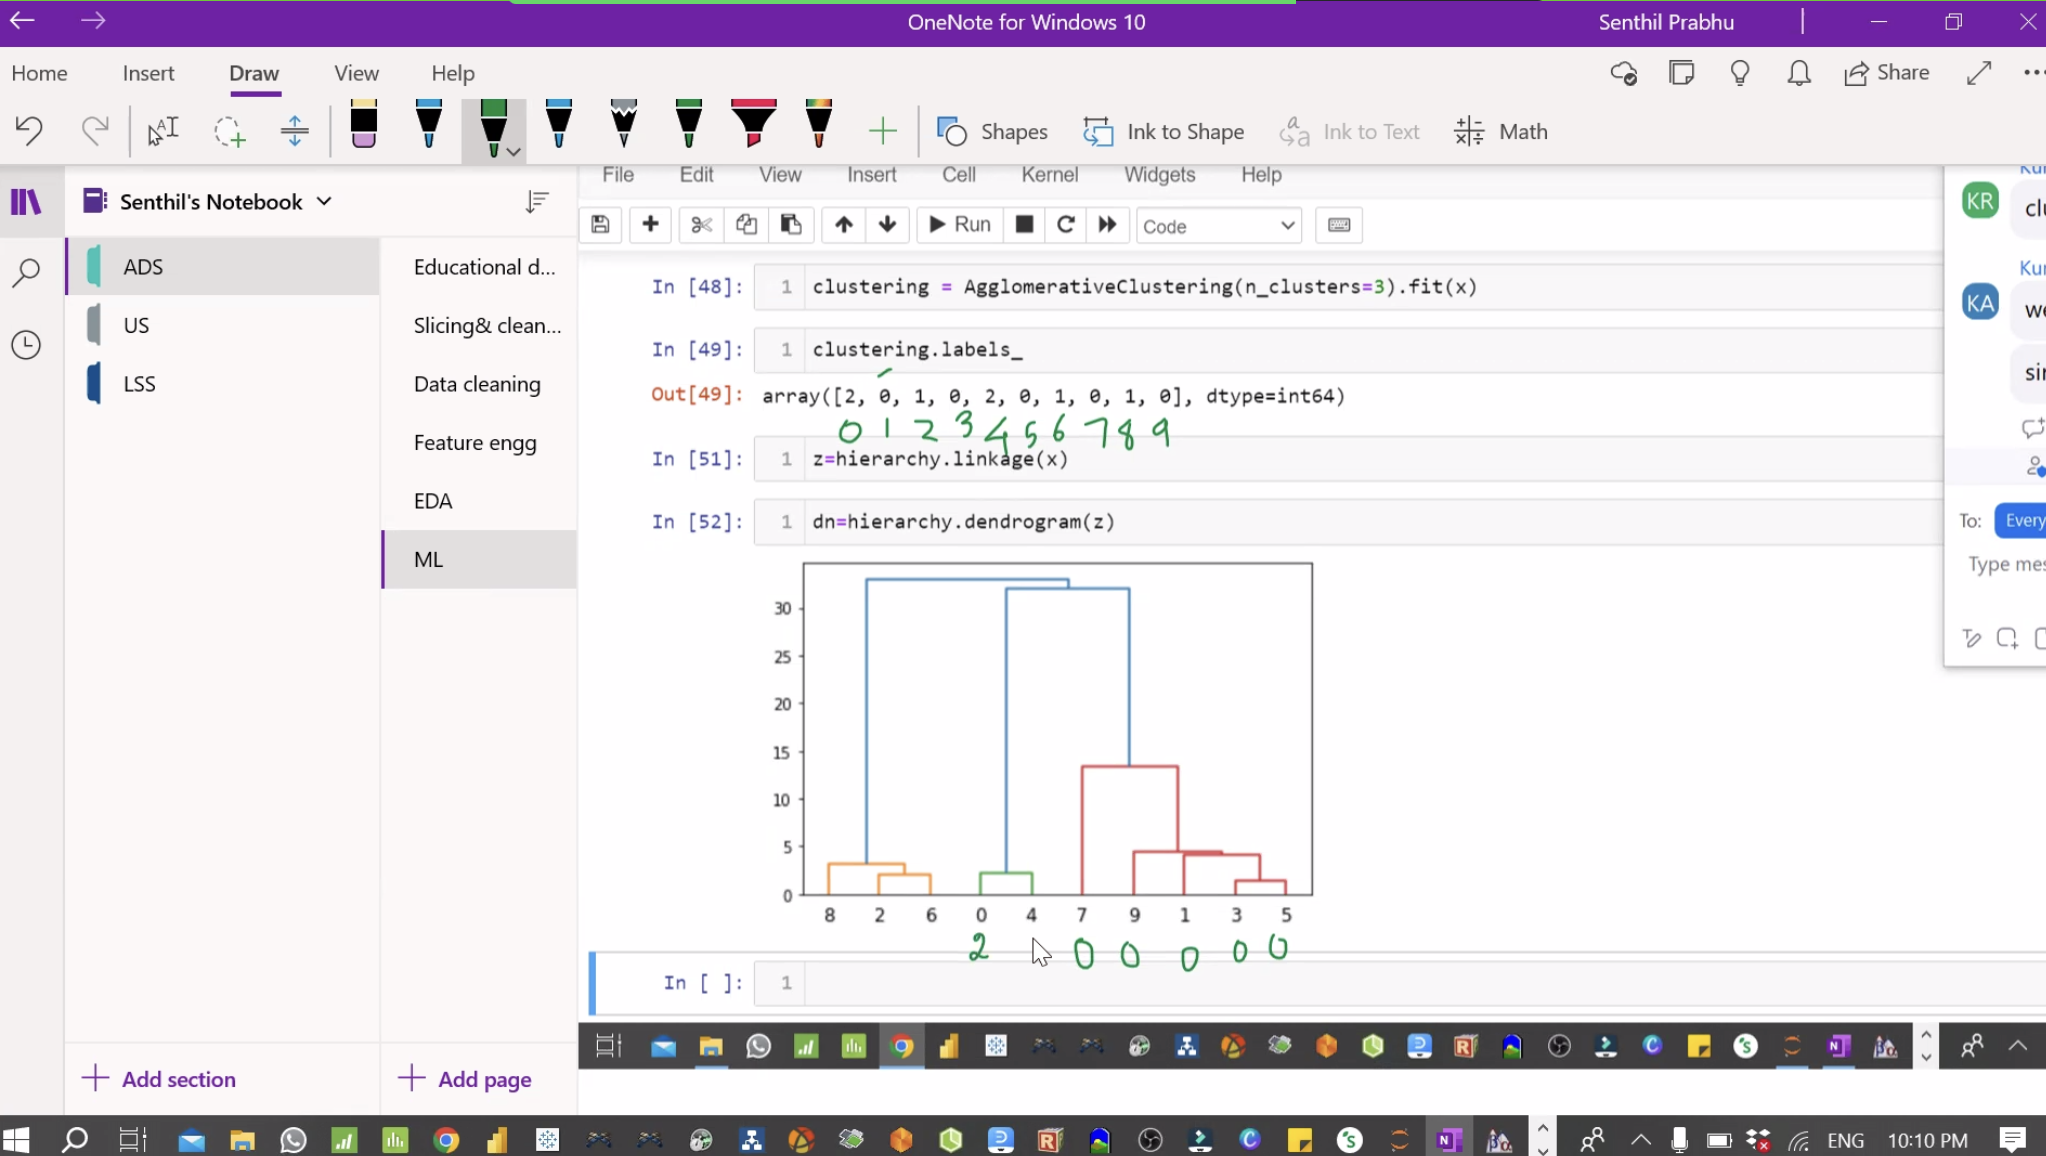 OneNote for Windows 10
Senthil Prabhu
Home Insert Draw View Help
Share
Shapes Ink to Shape Ink to Text Math
Senthil's Notebook
ADS
US
LSS
Educational d...
Slicing& clean...
Data cleaning
Feature engg
EDA
ML
Add section
Add page
File Edit View Insert Cell Kernel Widgets Help
Run Code
In [48]: 1 clustering = AgglomerativeClustering(n_clusters=3).fit(x)
In [49]: 1 clustering.labels_
Out[49]: array([2, 0, 1, 0, 2, 0, 1, 0, 1, 0], dtype=int64)
0 1 2 3 4 5 6 7 8 9
In [51]: 1 z=hierarchy.linkage(x)
In [52]: 1 dn=hierarchy.dendrogram(z)
30
25
20
15
10
5
0
8 2 6 0 4 7 9 1 3 5
2 0 0 0 0 0
In [ ]: 1
KR
KA
To: Every
Type mes
ENG 10:10 PM